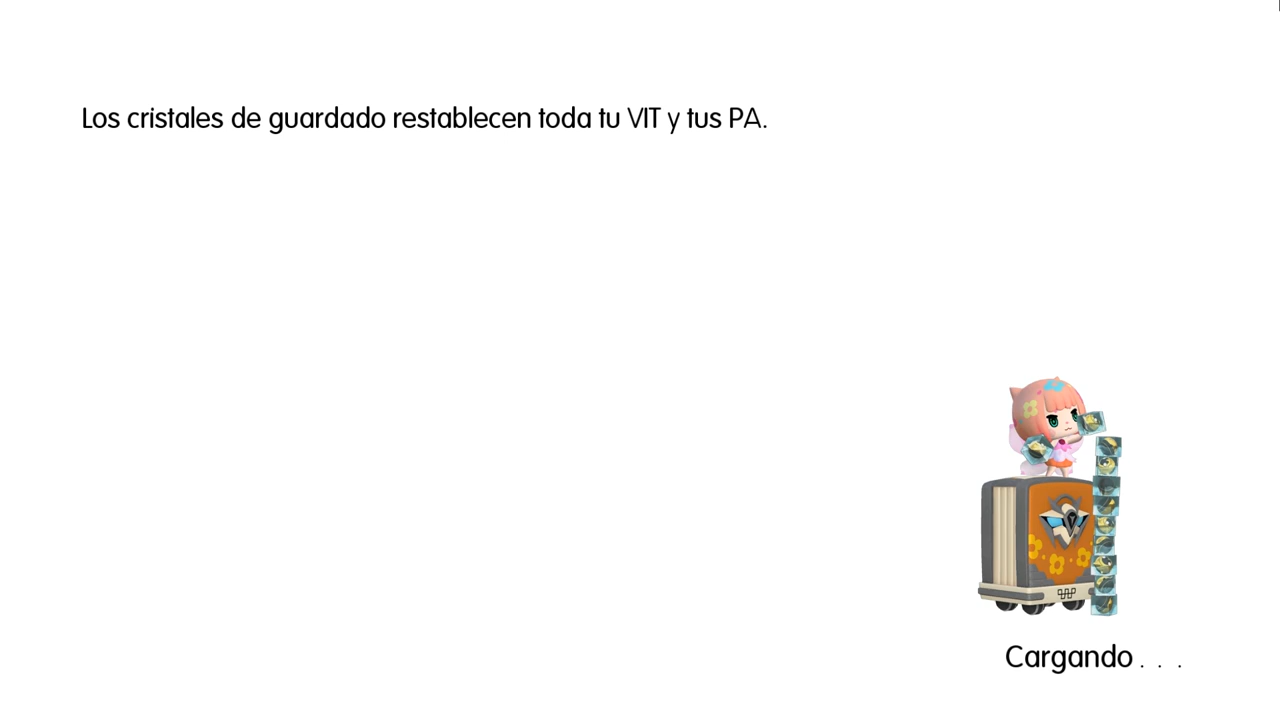 Los cristales de guardado restablecen toda tu VIT y tus PA.
Cargando . . .